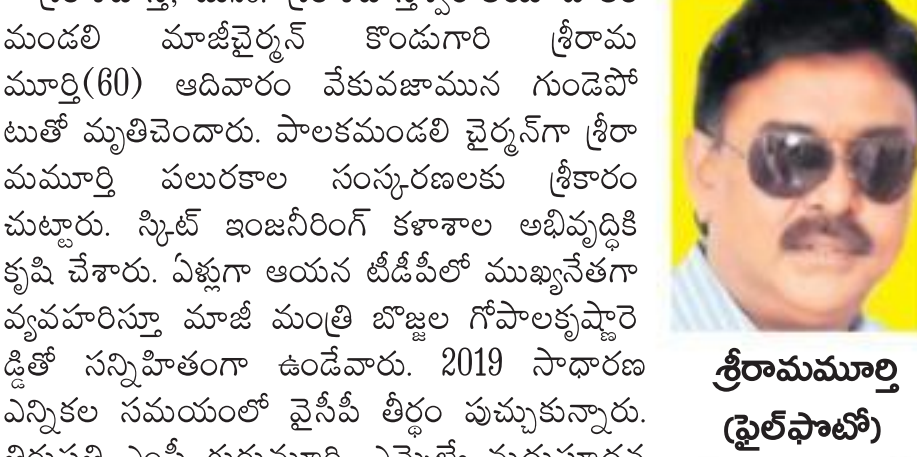 మండలి మాజీచైర్మన్ కొండుగారి శ్రీరామ
మూర్తి(60) ఆదివారం వేకువజామున గుండెపో
టుతో మృతిచెందారు. పాలకమండలి చైర్మన్‌గా శ్రీరా
మమూర్తి పలురకాల సంస్కరణలకు శ్రీకారం
చుట్టారు. స్కిట్ ఇంజనీరింగ్ కళాశాల అభివృద్ధికి
కృషి చేశారు. ఏళ్లుగా ఆయన టీడీపీలో ముఖ్యనేతగా
వ్యవహరిస్తూ మాజీ మంత్రి బొజ్జల గోపాలకృష్ణారె
డ్డితో సన్నిహితంగా ఉండేవారు. 2019 సాధారణ
ఎన్నికల సమయంలో వైసీపీ తీర్థం పుచ్చుకున్నారు.
శ్రీరామమూర్తి
(ఫైల్‌ఫొటో)